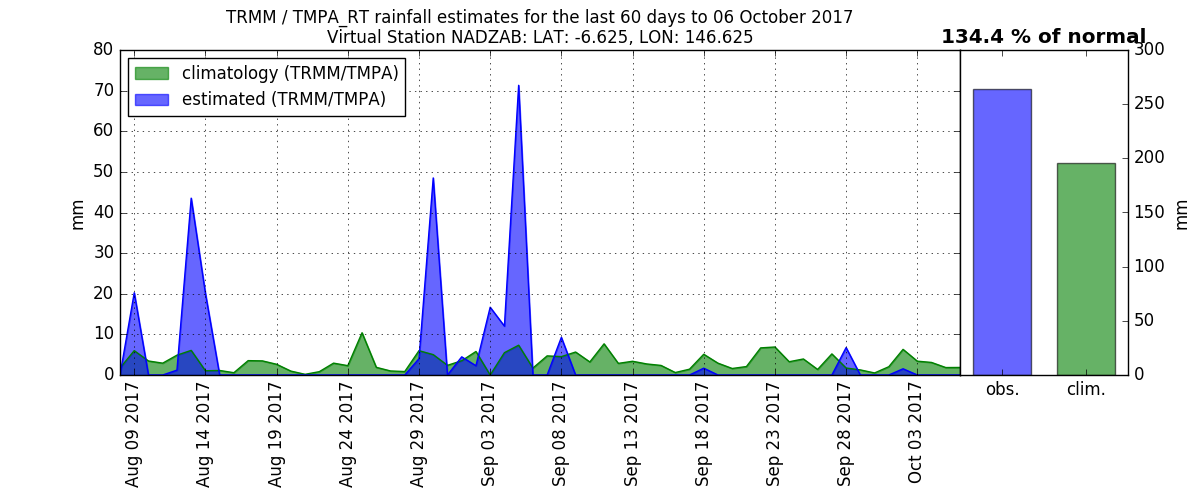 TRMM / TMPA_RT rainfall estimates for the last 60 days to 06 October 2017
Virtual Station NADZAB: LAT: -6.625, LON: 146.625
134.4 % of normal
climatology (TRMM/TMPA)
estimated (TRMM/TMPA)
80
70
60
50
40
30
20
10
0
mm
300
250
200
150
100
50
0
mm
Aug 09 2017
Aug 14 2017
Aug 19 2017
Aug 24 2017
Aug 29 2017
Sep 03 2017
Sep 08 2017
Sep 13 2017
Sep 18 2017
Sep 23 2017
Sep 28 2017
Oct 03 2017
obs.
clim.